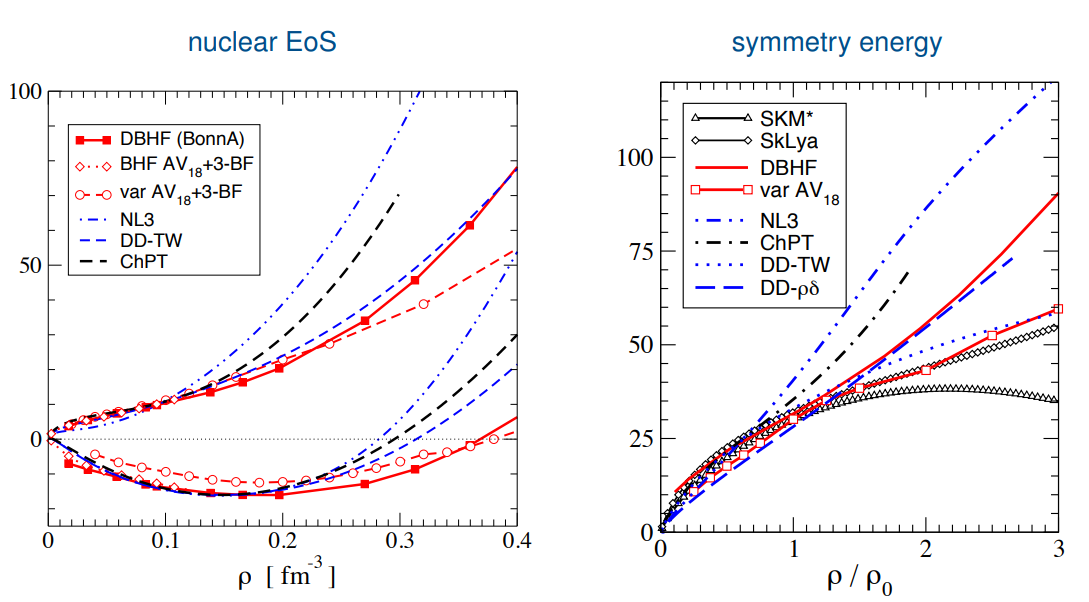 nuclear EoS
symmetry energy
100
50
0
DBHF (BonnA)
BHF AV18+3-BF
var AV18+3-BF
NL3
DD-TW
ChPT
0 0.1 0.2 0.3 0.4
ρ [ fm-3 ]
100
75
50
25
0
SKM*
SkLya
DBHF
var AV18
NL3
ChPT
DD-TW
DD-ρδ
0 1 2 3
ρ / ρ0